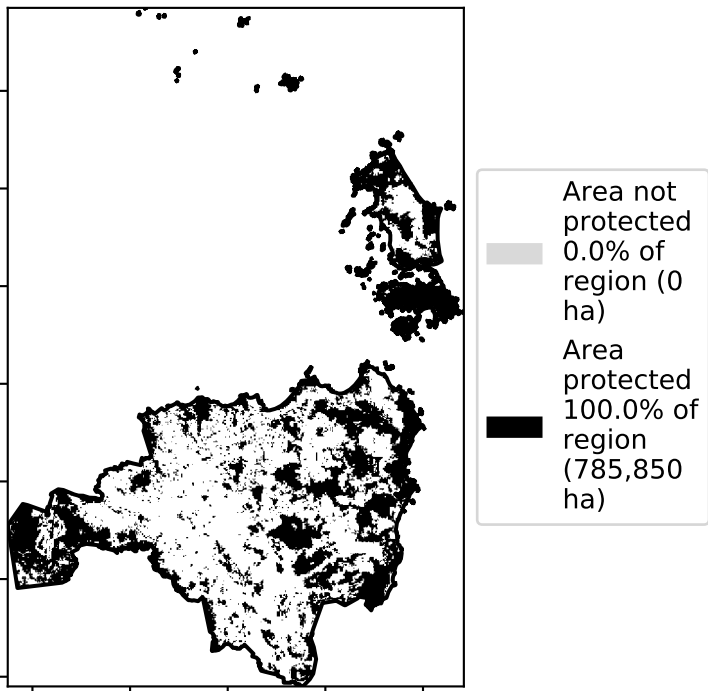 Area not
protected
0.0% of
region (0
ha)
Area
protected
100.0% of
region
(785,850
ha)